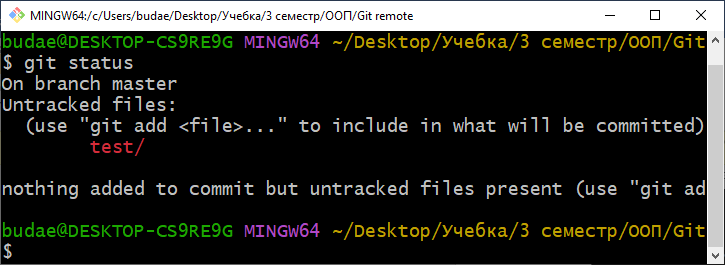 MINGW64:/c/Users/budae/Desktop/Учебка/3 семестр/ООП/Git remote
budae@DESKTOP-CS9RE9G MINGW64 ~/Desktop/Учебка/3 семестр/ООП/Git
$ git status
On branch master
Untracked files:
  (use "git add <file>..." to include in what will be committed)
        test/
nothing added to commit but untracked files present (use "git ad
budae@DESKTOP-CS9RE9G MINGW64 ~/Desktop/Учебка/3 семестр/ООП/Git
$